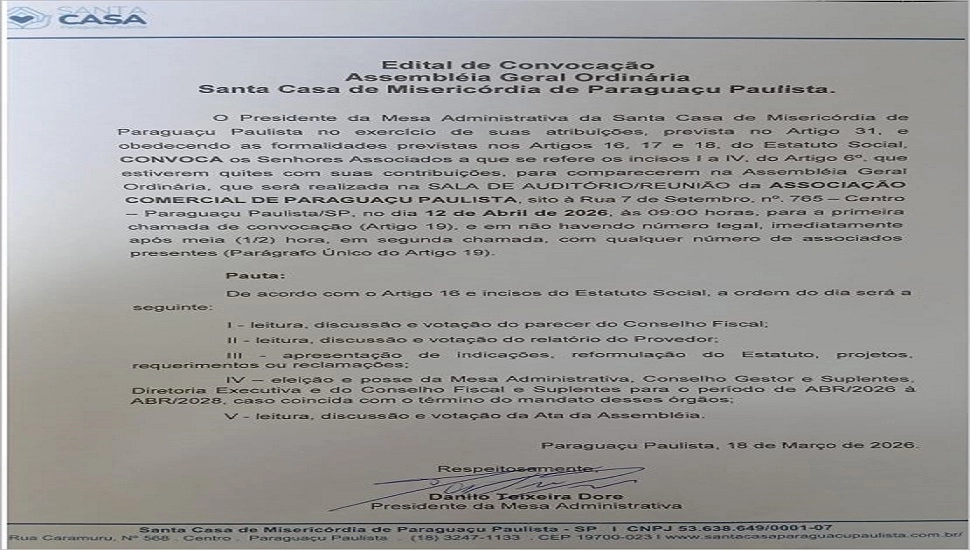 SANTA
CASA
Edital de Convocação
Assembléia Geral Ordinária
Santa Casa de Misericórdia de Paraguaçu Paulista.
O Presidente da Mesa Administrativa da Santa Casa de Misericórdia de
Paraguaçu Paulista no exercício de suas atribuições, prevista no Artigo 31, e
obedecendo as formalidades previstas nos Artigos 16, 17 e 18, do Estatuto Social,
CONVOCA os Senhores Associados a que se refere os incisos I a IV, do Artigo 6º, que
estiverem quites com suas contribuições, para comparecerem na Assembléia Geral
Ordinária, que será realizada na SALA DE AUDITÓRIO/REUNIÃO da ASSOCIAÇÃO
COMERCIAL DE PARAGUAÇU PAULISTA, sito à Rua 7 de Setembro, nº. 765 – Centro
– Paraguaçu Paulista/SP, no dia 12 de Abril de 2026, às 09:00 horas, para a primeira
chamada de convocação (Artigo 19), e em não havendo número legal, imediatamente
após meia (1/2) hora, em segunda chamada, com qualquer número de associados
presentes (Parágrafo Único do Artigo 19).
Pauta:
De acordo com o Artigo 16 e incisos do Estatuto Social, a ordem do dia será a
seguinte:
I - leitura, discussão e votação do parecer do Conselho Fiscal;
II - leitura, discussão e votação do relatório do Provedor;
III - apresentação de indicações, reformulação do Estatuto, projetos,
requerimentos ou reclamações;
IV – eleição e posse da Mesa Administrativa, Conselho Gestor e Suplentes,
Diretoria Executiva e do Conselho Fiscal e Suplentes para o período de ABR/2026 à
ABR/2028, caso coincida com o término do mandato desses órgãos;
V - leitura, discussão e votação da Ata da Assembléia.
Paraguaçu Paulista, 18 de Março de 2026.
Respeitosamente.
Danilo Teixeira Dore
Presidente da Mesa Administrativa
Santa Casa de Misericórdia de Paraguaçu Paulista - SP | CNPJ 53.638.649/0001-07
Rua Caramuru, Nº 568 . Centro . Paraguaçu Paulista . (18) 3247-1133 . CEP 19700-023 | www.santacasaparaguacupaulista.com.br/